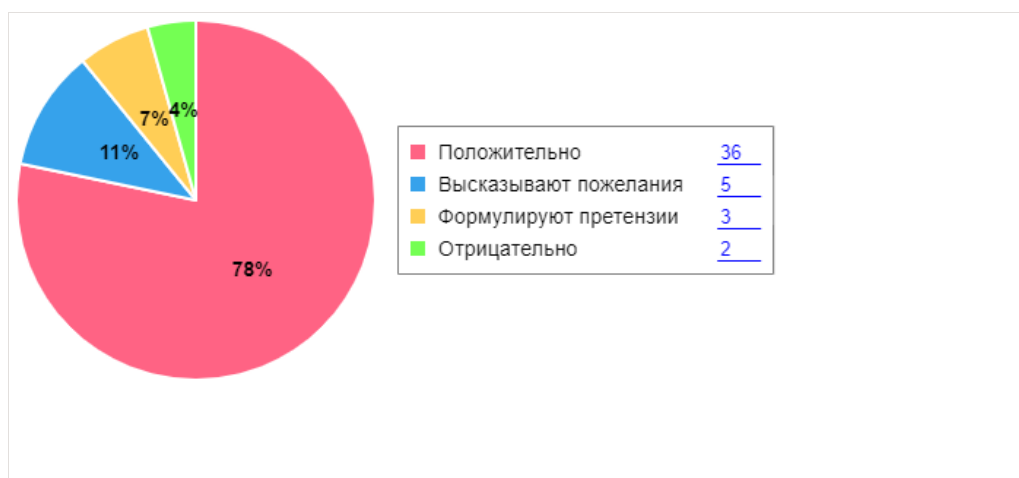 4%
7%
11%
78%
Положительно 36
Высказывают пожелания 5
Формулируют претензии 3
Отрицательно 2